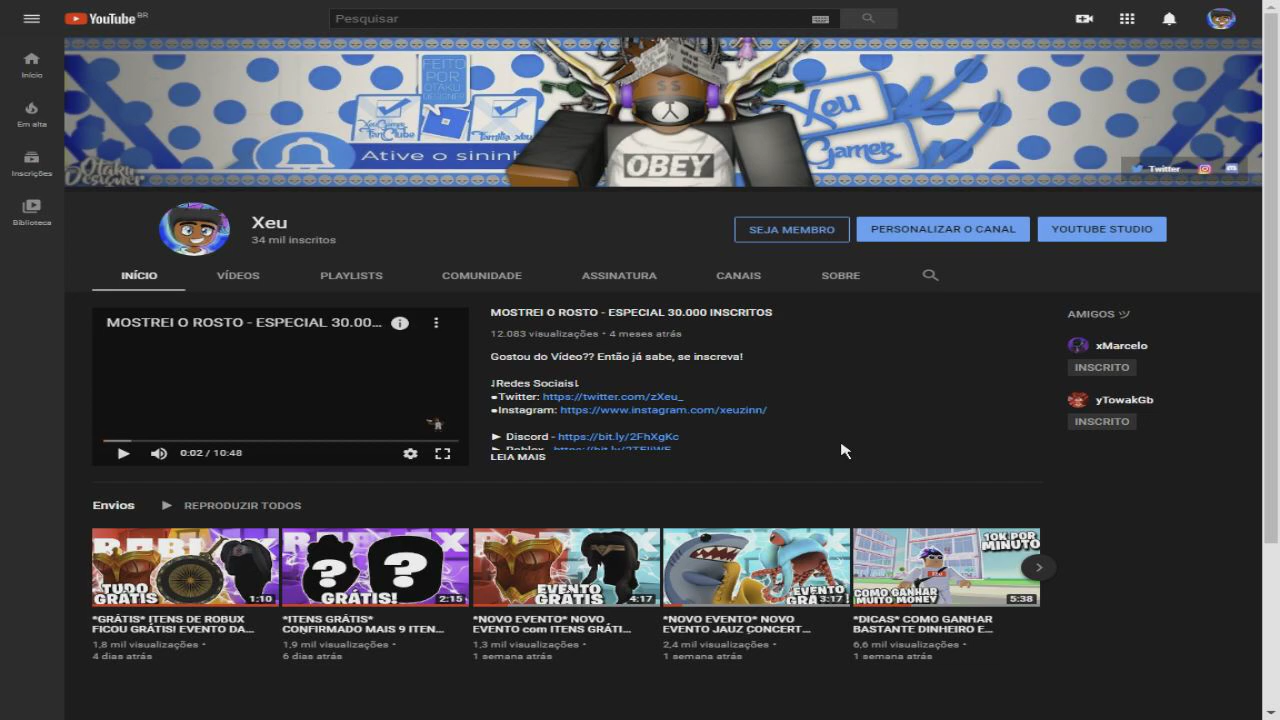 YouTube BR
Pesquisar
Início
Em alta
Inscrições
Biblioteca
FEITO
POR
OTAKU
DESIGNER
XeuGamer
FanClube
Família xeu
Ative o sinin
Otaku
Designer
$ $
OBEY
Xeu
Gamer
Twitter
Xeu
34 mil inscritos
SEJA MEMBRO
PERSONALIZAR O CANAL
YOUTUBE STUDIO
INÍCIO VÍDEOS PLAYLISTS COMUNIDADE ASSINATURA CANAIS SOBRE
MOSTREI O ROSTO - ESPECIAL 30.00...
0:02 / 10:48
MOSTREI O ROSTO - ESPECIAL 30.000 INSCRITOS
12.083 visualizações • 4 meses atrás
Gostou do Vídeo?? Então já sabe, se inscreva!
⇃Redes Sociais⇂
●Twitter: https://twitter.com/zXeu_
●Instagram: https://www.instagram.com/xeuzinn/
► Discord - https://bit.ly/2FhXgKc
LEIA MAIS
AMIGOS ツ
xMarcelo
INSCRITO
yTowakGb
INSCRITO
Envios ► REPRODUZIR TODOS
ROBLOX
TUDO
GRÁTIS
1:10
*GRÁTIS* ITENS DE ROBUX
FICOU GRÁTIS! EVENTO DA...
1,8 mil visualizações •
4 dias atrás
? ?
GRÁTIS!
2:15
*ITENS GRÁTIS*
CONFIRMADO MAIS 9 ITEN...
1,9 mil visualizações •
6 dias atrás
EVENTO
GRÁTIS
4:17
*NOVO EVENTO* NOVO
EVENTO com ITENS GRÁTI...
1,3 mil visualizações •
1 semana atrás
EVENTO
GRÁ
3:17
*NOVO EVENTO* NOVO
EVENTO JAUZ CONCERT...
2,4 mil visualizações •
1 semana atrás
10K POR
MINUTO
COMO GANHAR
MUITO MONEY
5:38
*DICAS* COMO GANHAR
BASTANTE DINHEIRO E...
6,6 mil visualizações •
1 semana atrás